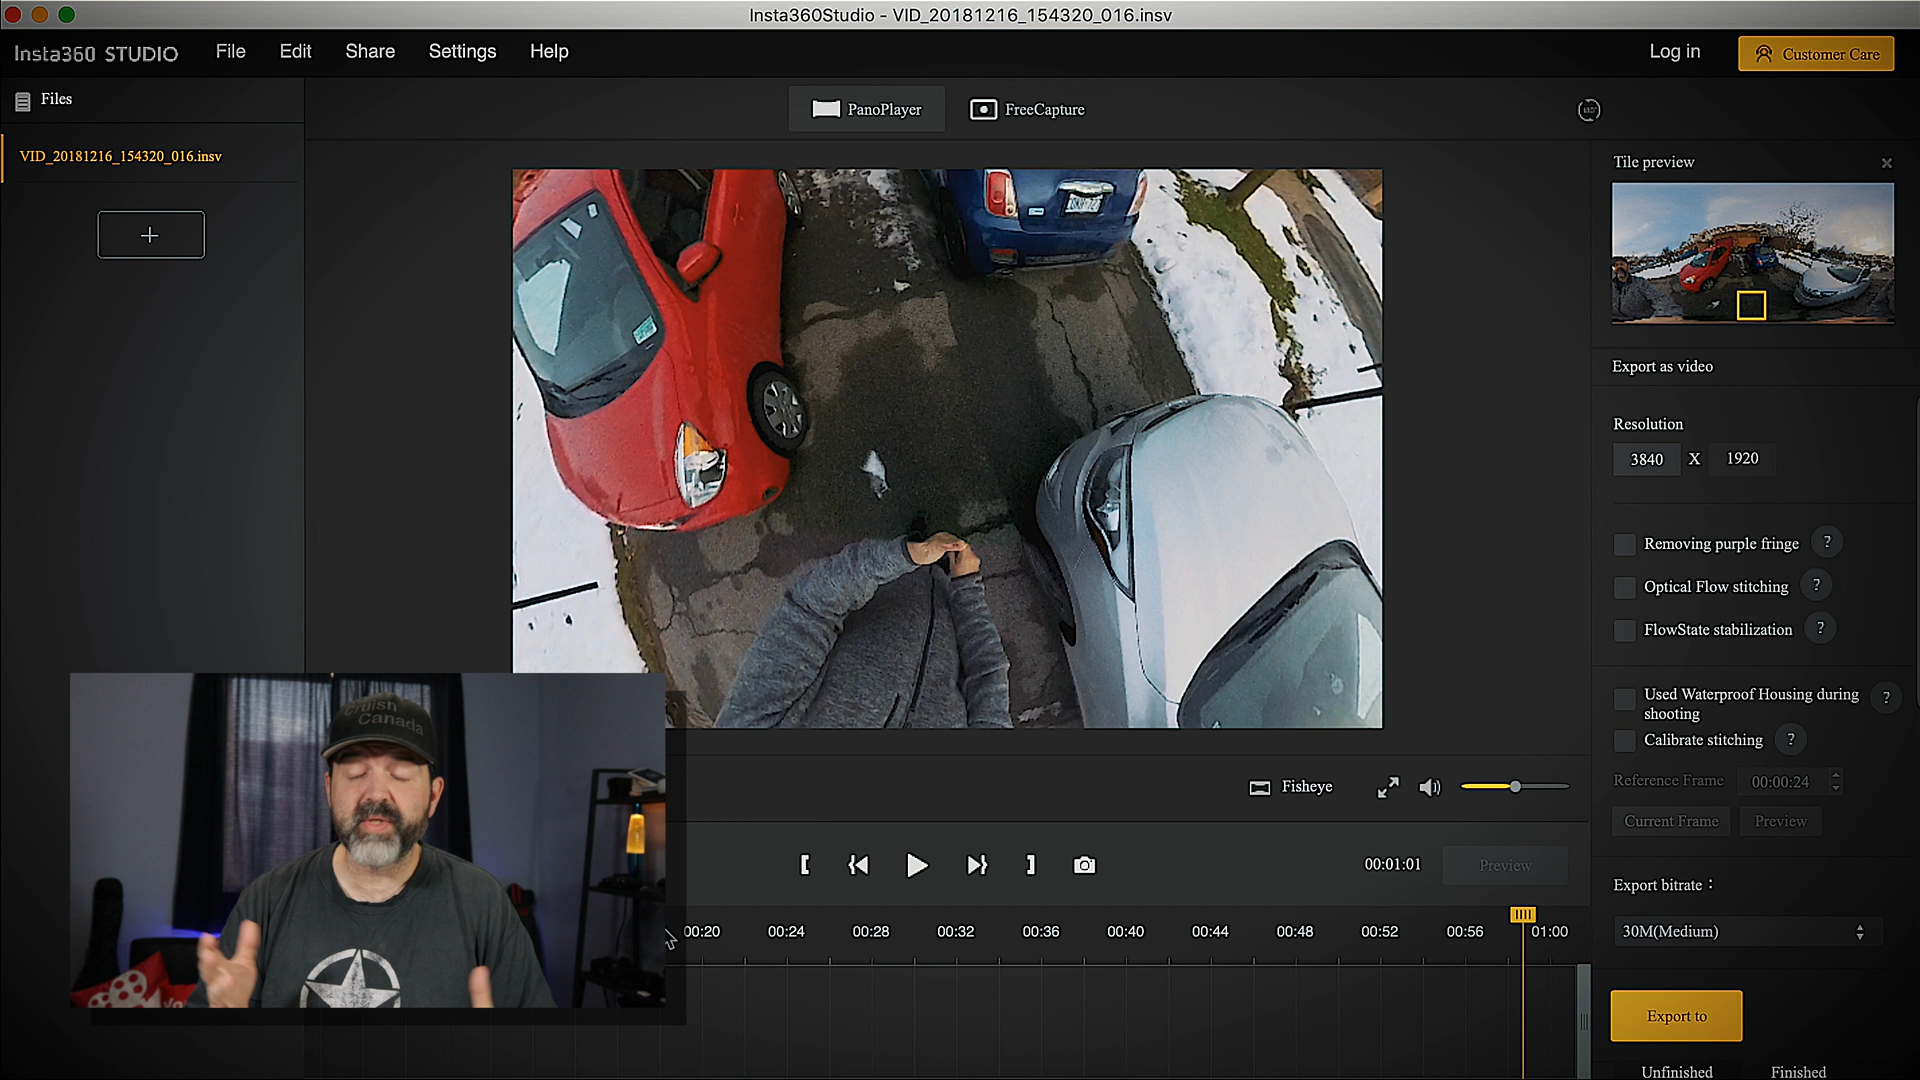 Insta360Studio - VID_20181216_154320_016.insv
Insta360 STUDIO File Edit Share Settings Help Log in Customer Care
Files
PanoPlayer FreeCapture
VID_20181216_154320_016.insv
+
Tile preview
Export as video
Resolution
3840 X 1920
Removing purple fringe ?
Optical Flow stitching ?
FlowState stabilization ?
Used Waterproof Housing during ?
shooting
Calibrate stitching ?
Reference Frame 00:00:24
Current Frame Preview
Fisheye
00:01:01 Preview
Export bitrate：
30M(Medium)
00:20 00:24 00:28 00:32 00:36 00:40 00:44 00:48 00:52 00:56 01:00
Export to
Unfinished Finished
Cruish
Canada